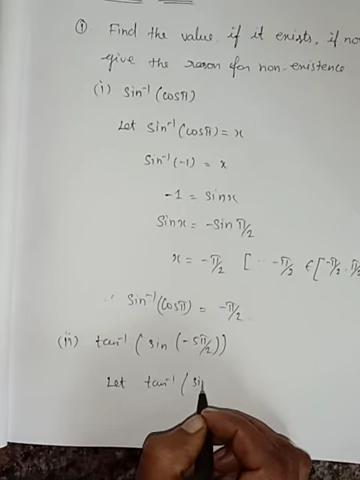 ① Find the value if it exists, if
give the rason for non-existence
(i) sin⁻¹ (cosπ)
Let sin⁻¹ (cosπ) = x
sin⁻¹ (-1) = x
-1 = sinx
sinx = -sin π/2
x = -π/2 [ ∵ -π/2 ∈ [-π/2, π/2
∴ sin⁻¹ (cosπ) = -π/2
(ii) tan⁻¹ ( sin (-5π/2))
Let tan⁻¹ ( si